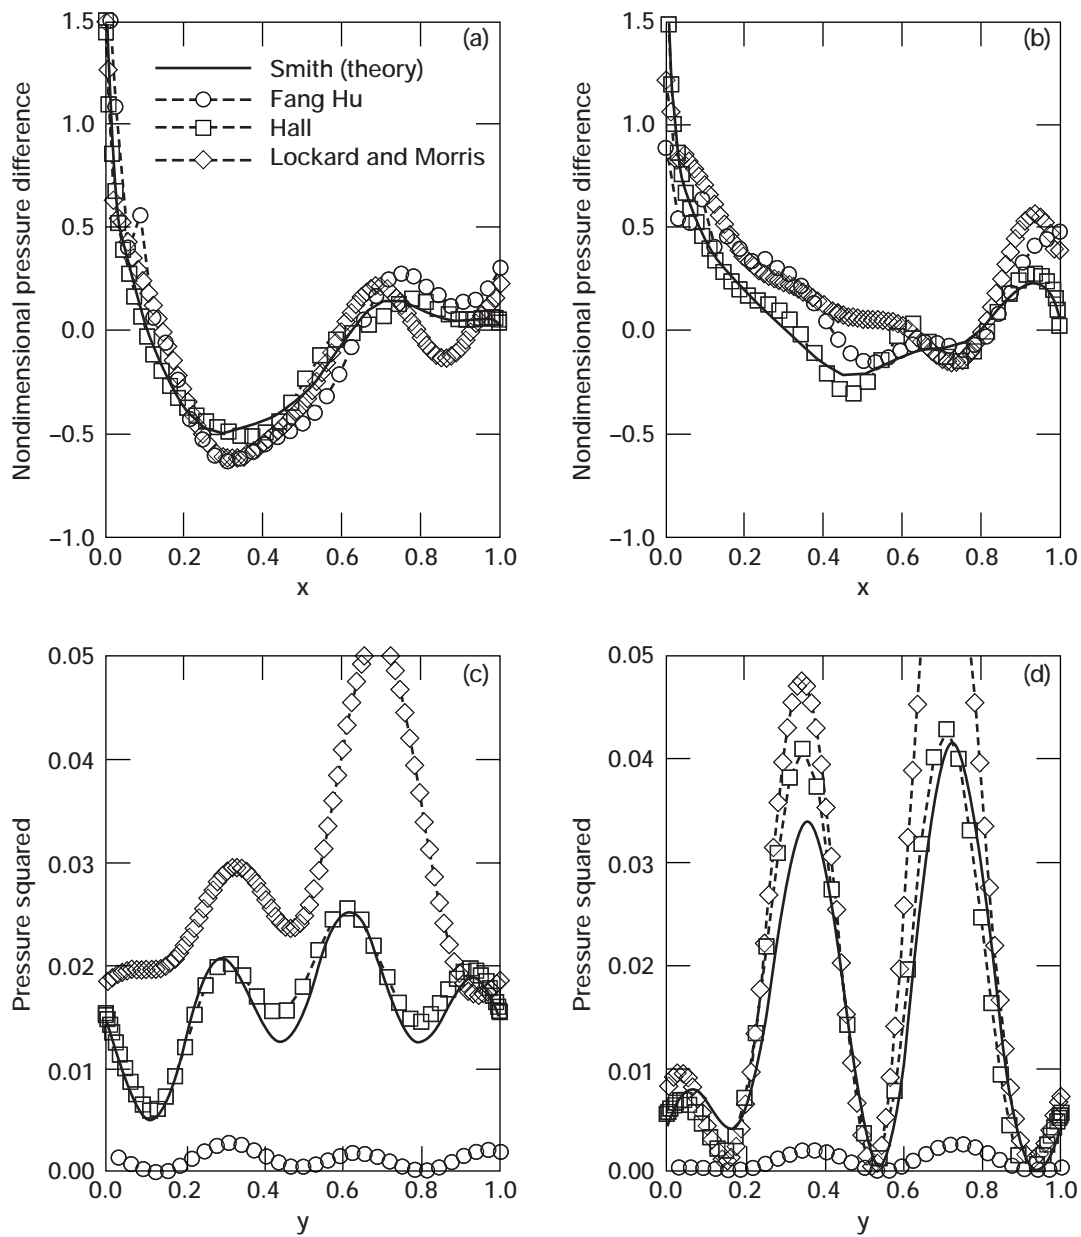 (a)
1.5
1.0
0.5
0.0
–0.5
–1.0
Nondimensional pressure difference
Smith (theory)
Fang Hu
Hall
Lockard and Morris
0.0 0.2 0.4 0.6 0.8 1.0
x
(b)
1.5
1.0
0.5
0.0
–0.5
–1.0
Nondimensional pressure difference
0.0 0.2 0.4 0.6 0.8 1.0
x
(c)
0.05
0.04
0.03
0.02
0.01
0.00
Pressure squared
0.0 0.2 0.4 0.6 0.8 1.0
y
(d)
0.05
0.04
0.03
0.02
0.01
0.00
Pressure squared
0.0 0.2 0.4 0.6 0.8 1.0
y